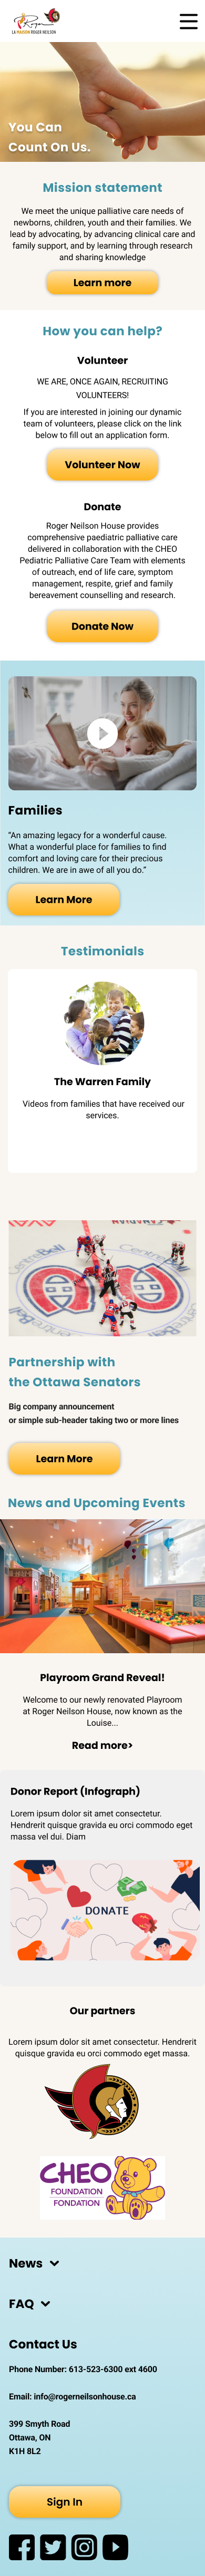 Roger
LA MAISON ROGER NEILSON
You Can
Count On Us.
Mission statement
We meet the unique palliative care needs of
newborns, children, youth and their families. We
lead by advocating, by advancing clinical care and
family support, and by learning through research
and sharing knowledge
Learn more
How you can help?
Volunteer
WE ARE, ONCE AGAIN, RECRUITING
VOLUNTEERS!
If you are interested in joining our dynamic
team of volunteers, please click on the link
below to fill out an application form.
Volunteer Now
Donate
Roger Neilson House provides
comprehensive paediatric palliative care
delivered in collaboration with the CHEO
Pediatric Palliative Care Team with elements
of outreach, end of life care, symptom
management, respite, grief and family
bereavement counselling and research.
Donate Now
Families
“An amazing legacy for a wonderful cause.
What a wonderful place for families to find
comfort and loving care for their precious
children. We are in awe of all you do.”
Learn More
Testimonials
The Warren Family
Videos from families that have received our
services.
Partnership with
the Ottawa Senators
Big company announcement
or simple sub-header taking two or more lines
Learn More
News and Upcoming Events
Playroom Grand Reveal!
Welcome to our newly renovated Playroom
at Roger Neilson House, now known as the
Louise...
Read more>
Donor Report (Infograph)
Lorem ipsum dolor sit amet consectetur.
Hendrerit quisque gravida eu orci commodo eget
massa vel dui. Diam
DONATE
Our partners
Lorem ipsum dolor sit amet consectetur. Hendrerit
quisque gravida eu orci commodo eget massa.
CHEO
FOUNDATION
FONDATION
News
FAQ
Contact Us
Phone Number: 613-523-6300 ext 4600
Email: info@rogerneilsonhouse.ca
399 Smyth Road
Ottawa, ON
K1H 8L2
Sign In